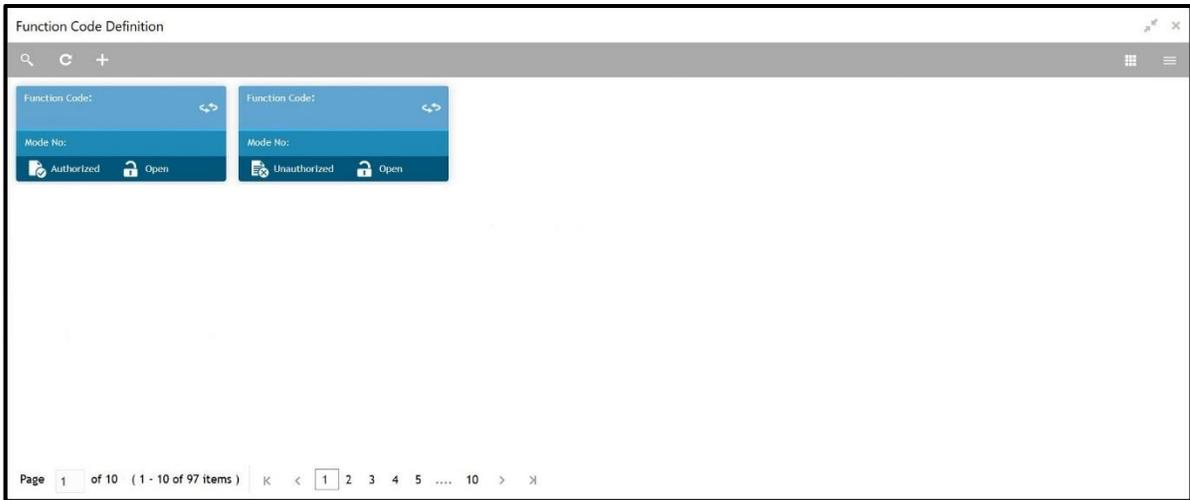 Function Code Definition
Function Code:
Mode No:
Authorized Open
Function Code:
Mode No:
Unauthorized Open
Page 1 of 10 ( 1 - 10 of 97 items ) K < 1 2 3 4 5 .... 10 > >|